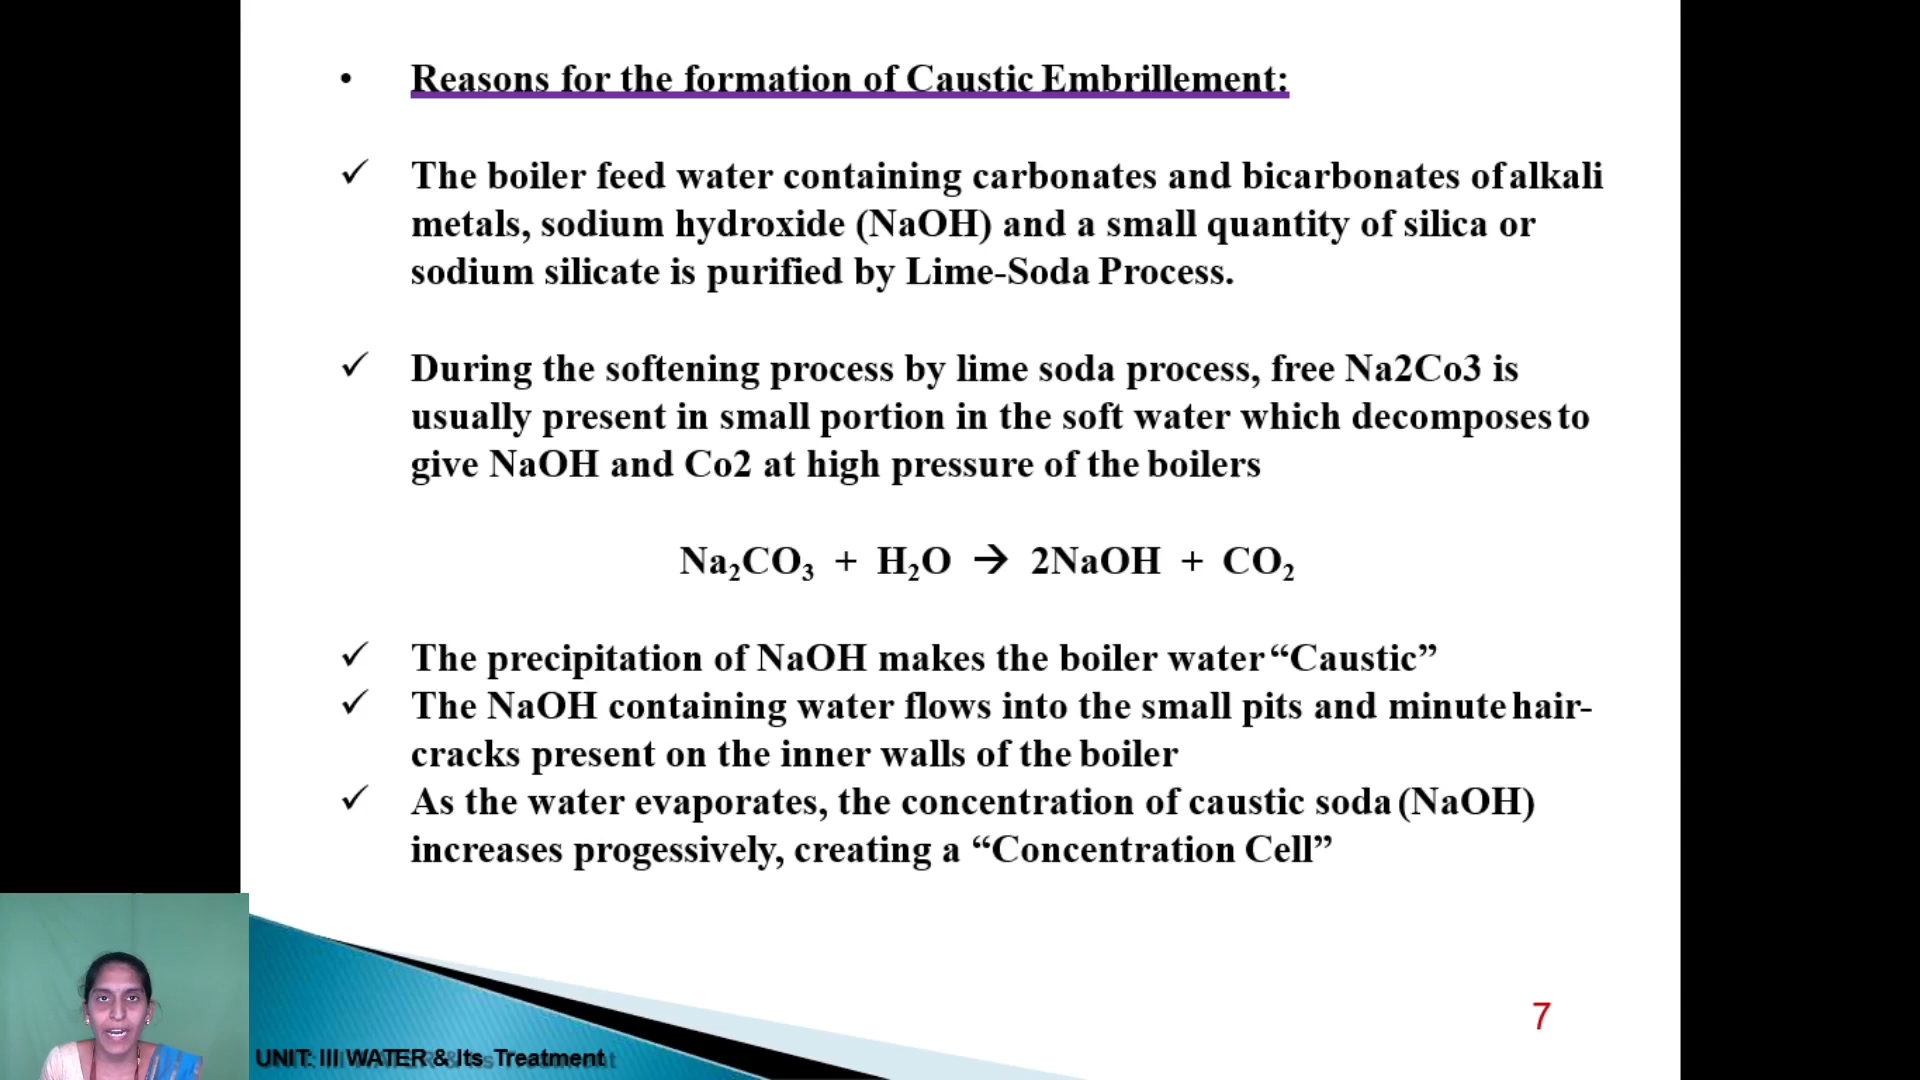 • Reasons for the formation of Caustic Embrillement:
✓ The boiler feed water containing carbonates and bicarbonates of alkali
metals, sodium hydroxide (NaOH) and a small quantity of silica or
sodium silicate is purified by Lime-Soda Process.
✓ During the softening process by lime soda process, free Na2Co3 is
usually present in small portion in the soft water which decomposes to
give NaOH and Co2 at high pressure of the boilers
Na₂CO₃ + H₂O → 2NaOH + CO₂
✓ The precipitation of NaOH makes the boiler water “Caustic”
✓ The NaOH containing water flows into the small pits and minute hair-
cracks present on the inner walls of the boiler
✓ As the water evaporates, the concentration of caustic soda (NaOH)
increases progessively, creating a “Concentration Cell”
7
UNIT: III WATER & Its Treatment